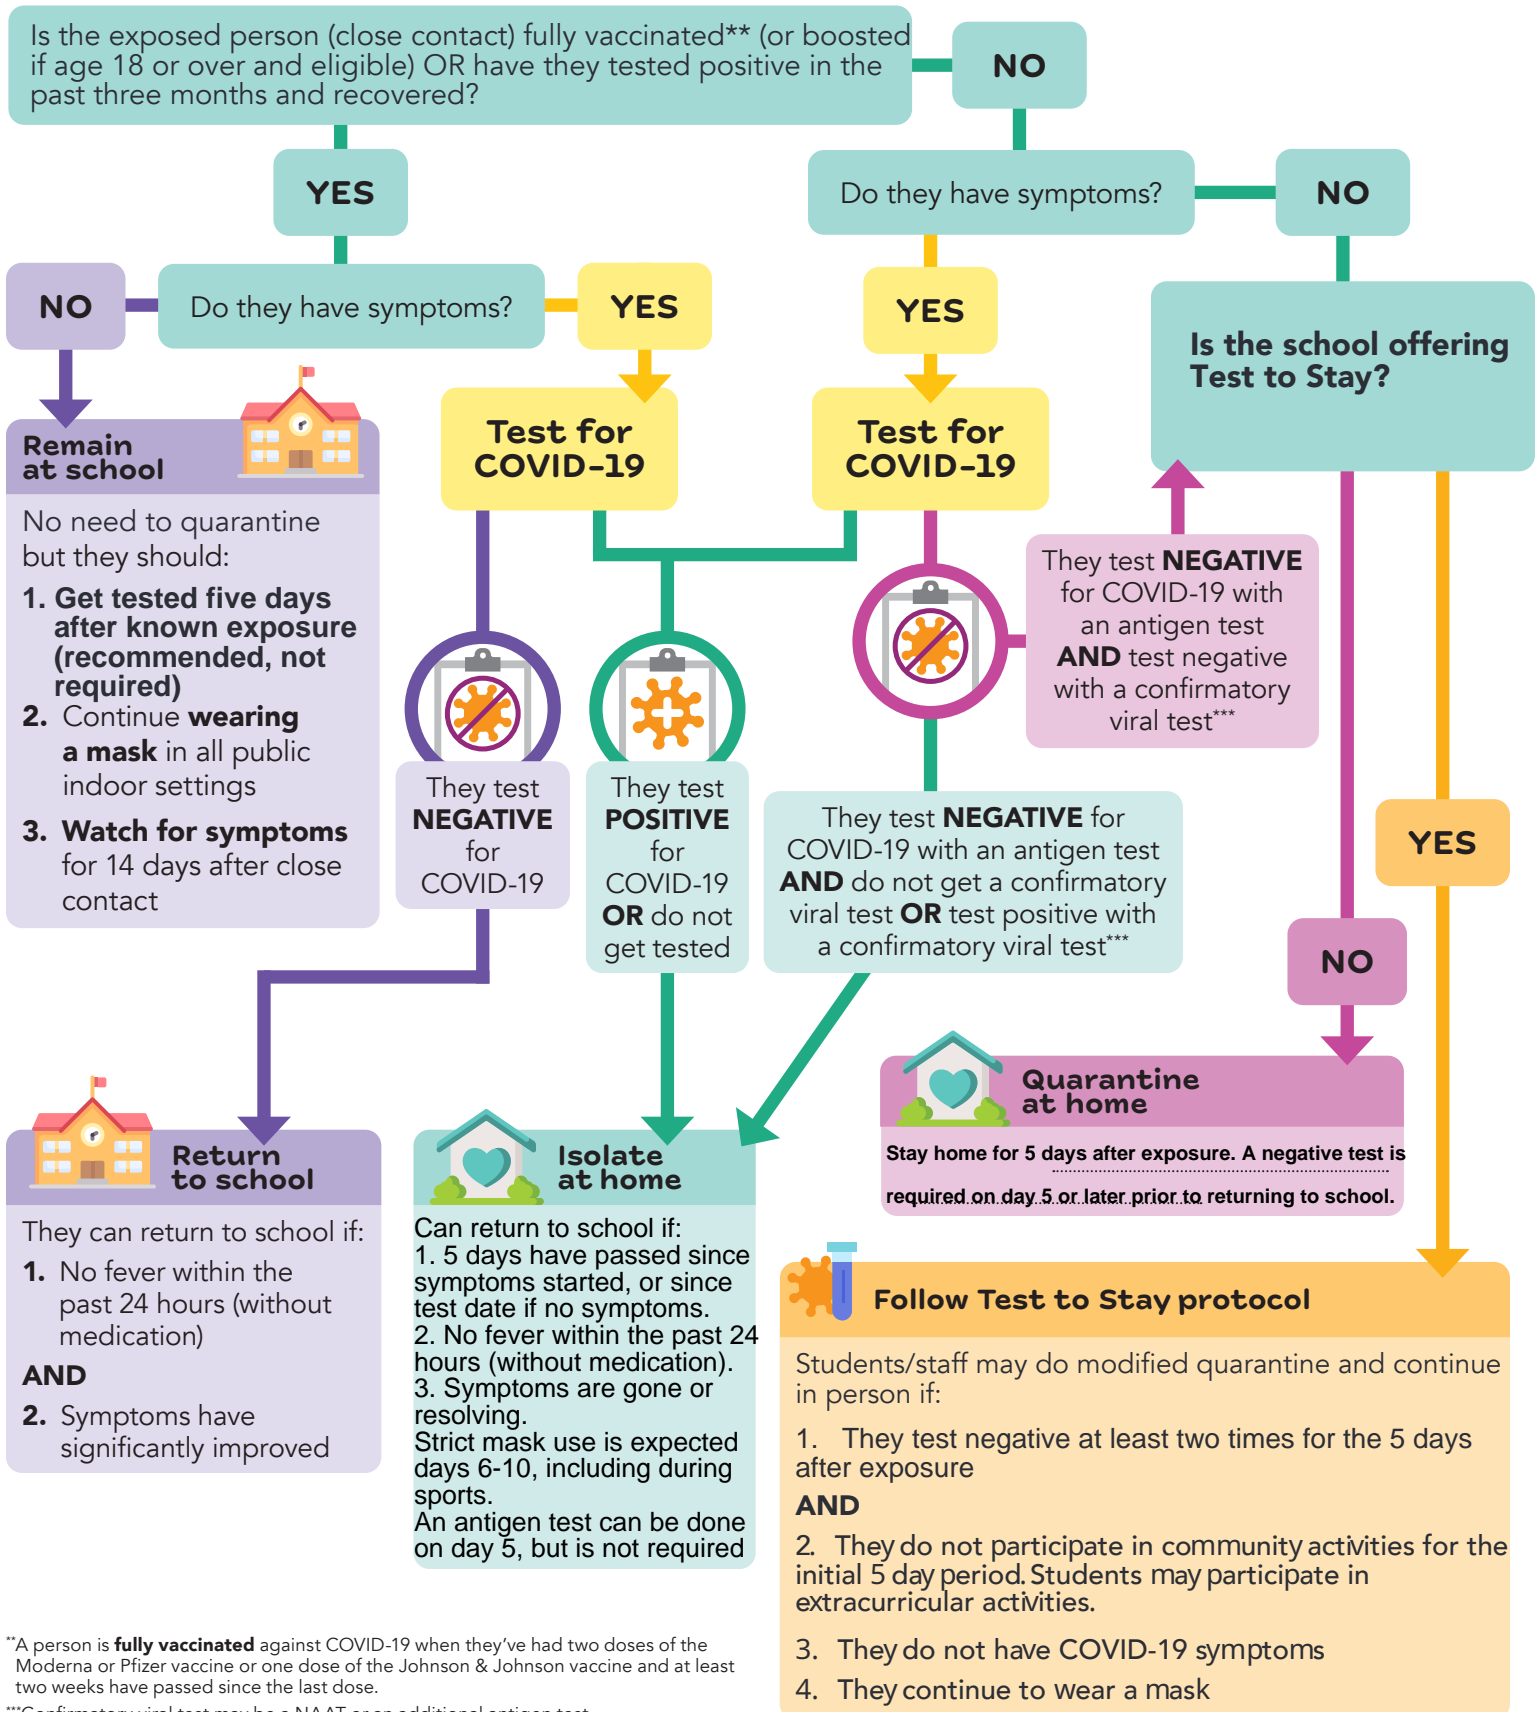 Is the exposed person (close contact) fully vaccinated** (or boosted
if age 18 or over and eligible) OR have they tested positive in the
past three months and recovered?
NO
YES
Do they have symptoms?
NO
NO
Do they have symptoms?
YES
YES
Is the school offering
Test to Stay?
Remain
at school
No need to quarantine
but they should:
1. Get tested five days
after known exposure
(recommended, not
required)
2. Continue wearing
a mask in all public
indoor settings
3. Watch for symptoms
for 14 days after close
contact
Test for
COVID-19
Test for
COVID-19
They test NEGATIVE
for COVID-19 with
an antigen test
AND test negative
with a confirmatory
viral test***
They test
NEGATIVE
for
COVID-19
They test
POSITIVE
for
COVID-19
OR do not
get tested
They test NEGATIVE for
COVID-19 with an antigen test
AND do not get a confirmatory
viral test OR test positive with
a confirmatory viral test***
YES
NO
Quarantine
at home
Stay home for 5 days after exposure. A negative test is
required on day 5 or later prior to returning to school.
Return
to school
They can return to school if:
1. No fever within the
past 24 hours (without
medication)
AND
2. Symptoms have
significantly improved
Isolate
at home
Can return to school if:
1. 5 days have passed since
symptoms started, or since
test date if no symptoms.
2. No fever within the past 24
hours (without medication).
3. Symptoms are gone or
resolving.
Strict mask use is expected
days 6-10, including during
sports.
An antigen test can be done
on day 5, but is not required
Follow Test to Stay protocol
Students/staff may do modified quarantine and continue
in person if:
1. They test negative at least two times for the 5 days
after exposure
AND
2. They do not participate in community activities for the
initial 5 day period. Students may participate in
extracurricular activities.
3. They do not have COVID-19 symptoms
4. They continue to wear a mask
**A person is fully vaccinated against COVID-19 when they've had two doses of the
Moderna or Pfizer vaccine or one dose of the Johnson & Johnson vaccine and at least
two weeks have passed since the last dose.
***Confirmatory viral test may be a NAAT or an additional antigen test